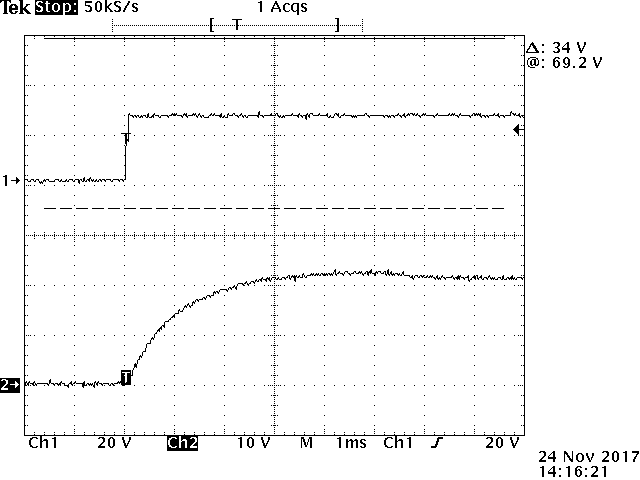 Tek Stop: 50kS/s 1 Acqs
[ T ]
Δ: 34 V
@: 69.2 V
T
1→
T
2→
Ch1 20 V Ch2 10 V M 1ms Ch1 20 V
24 Nov 2017
14:16:21